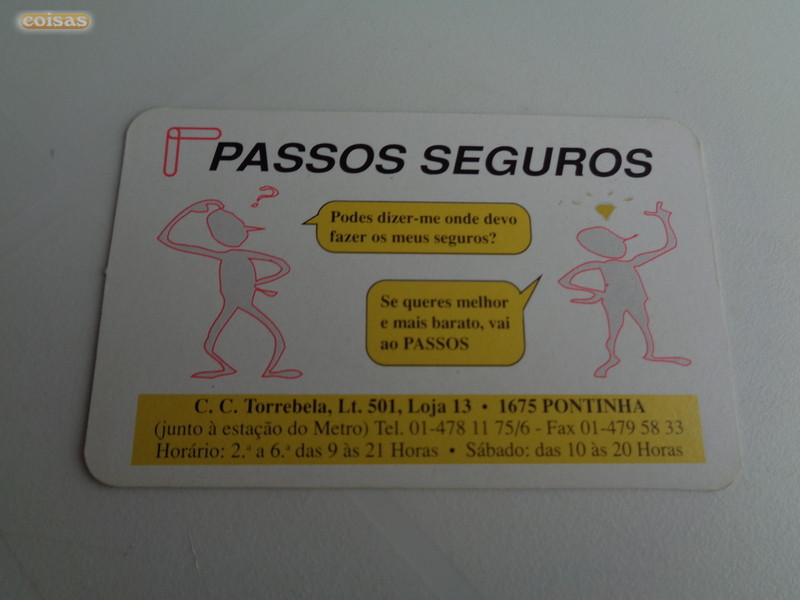 coisas
PASSOS SEGUROS
?
Podes dizer-me onde devo
fazer os meus seguros?
Se queres melhor
e mais barato, vai
ao PASSOS
C. C. Torrebela, Lt. 501, Loja 13 • 1675 PONTINHA
(junto à estação do Metro) Tel. 01-478 11 75/6 - Fax 01-479 58 33
Horário: 2.ª a 6.ª das 9 às 21 Horas • Sábado: das 10 às 20 Horas